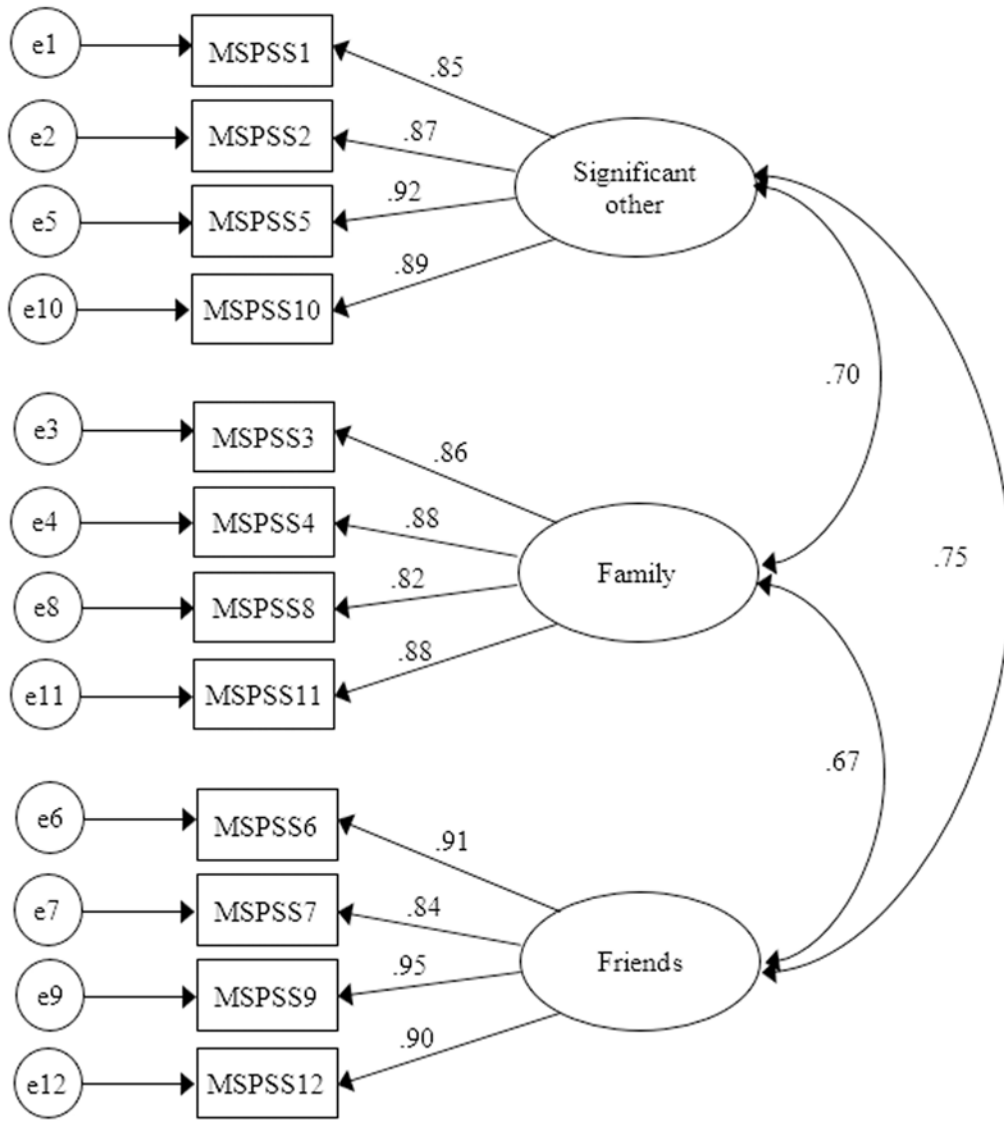 e1
MSPSS1
.85
e2
MSPSS2
.87
e5
MSPSS5
.92
e10
MSPSS10
.89
Significant
other
.70
e3
MSPSS3
.86
e4
MSPSS4
.88
e8
MSPSS8
.82
e11
MSPSS11
.88
Family
.75
.67
e6
MSPSS6
.91
e7
MSPSS7
.84
e9
MSPSS9
.95
e12
MSPSS12
.90
Friends